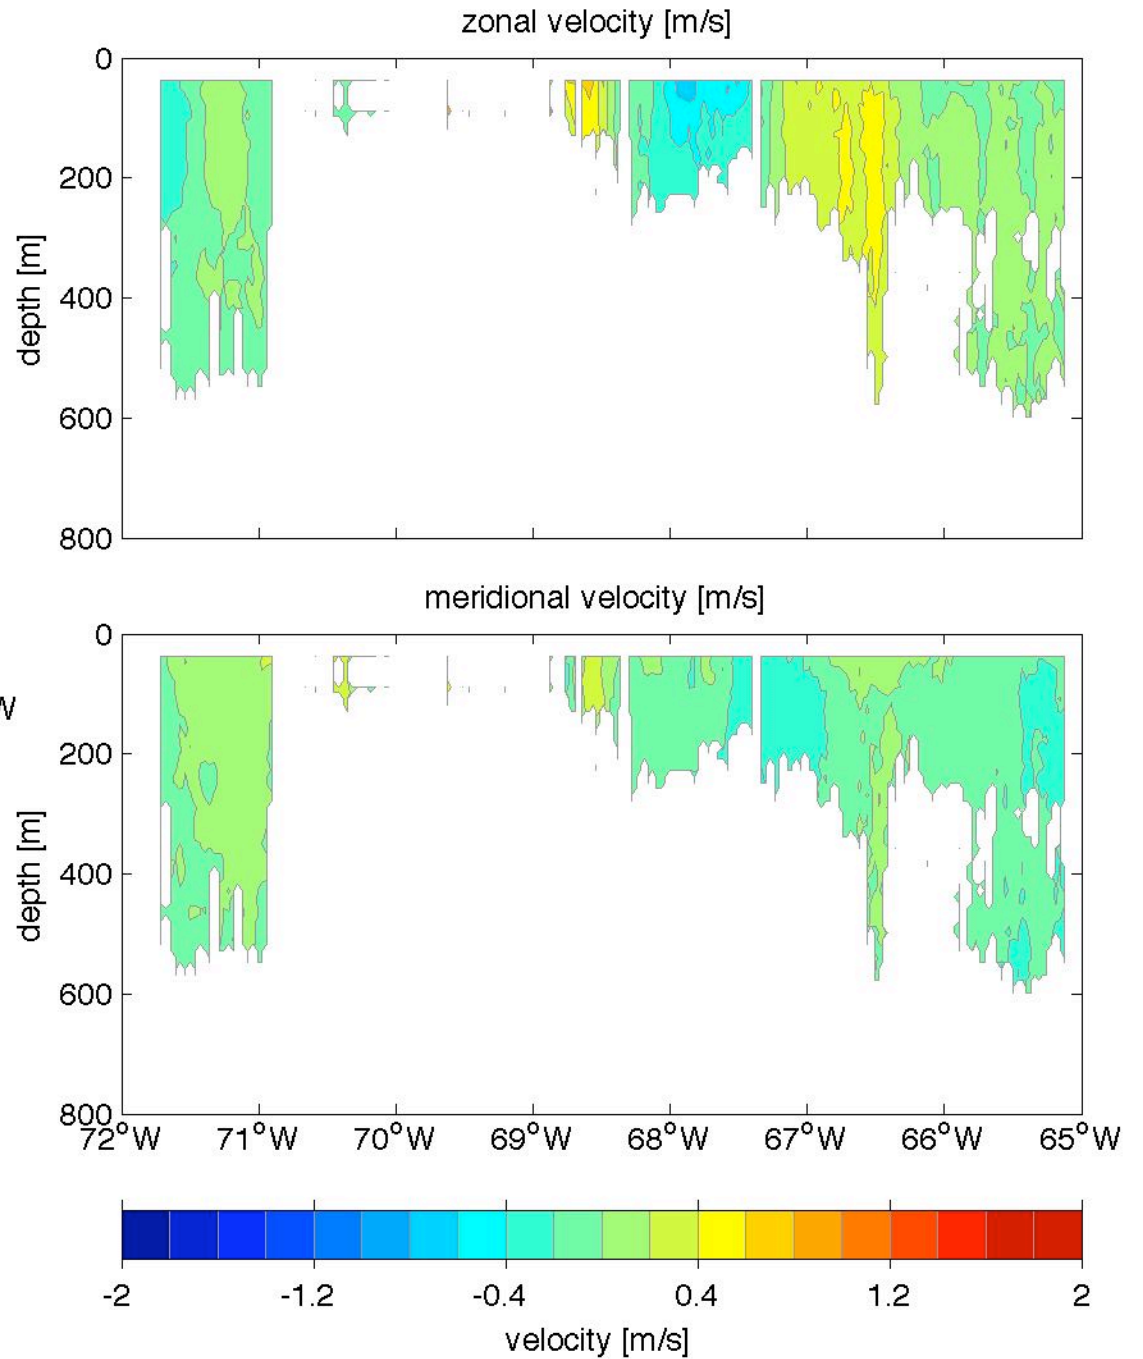 zonal velocity [m/s]
0
200
400
600
800
depth [m]
meridional velocity [m/s]
0
200
400
600
800
depth [m]
W
72°W 71°W 70°W 69°W 68°W 67°W 66°W 65°W
-2 -1.2 -0.4 0.4 1.2 2
velocity [m/s]